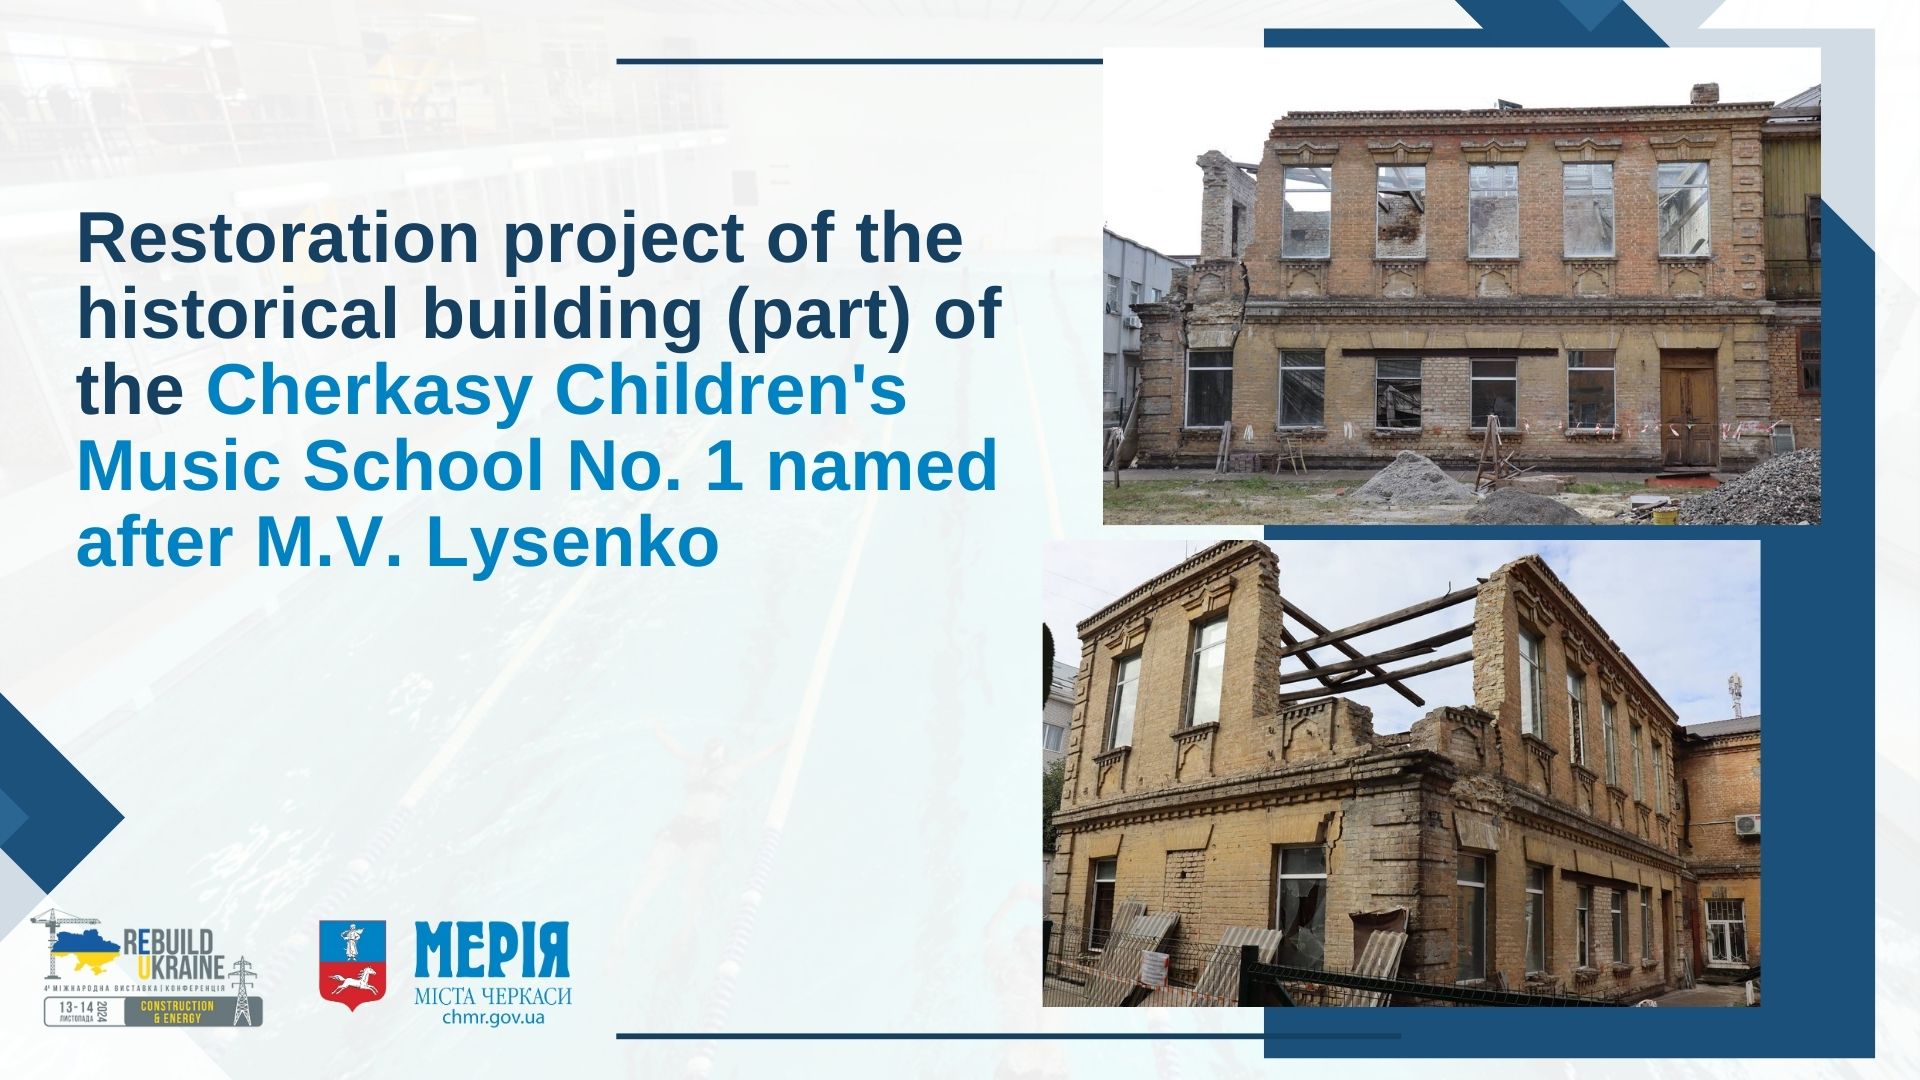 Restoration project of the
historical building (part) of
the Cherkasy Children's
Music School No. 1 named
after M.V. Lysenko
REBUILD
UKRAINE
4ª МІЖНАРОДНА ВИСТАВКА | КОНФЕРЕНЦІЯ
13-14
ЛИСТОПАДА
2024
CONSTRUCTION
& ENERGY
МЕРІЯ
МІСТА ЧЕРКАСИ
chmr.gov.ua